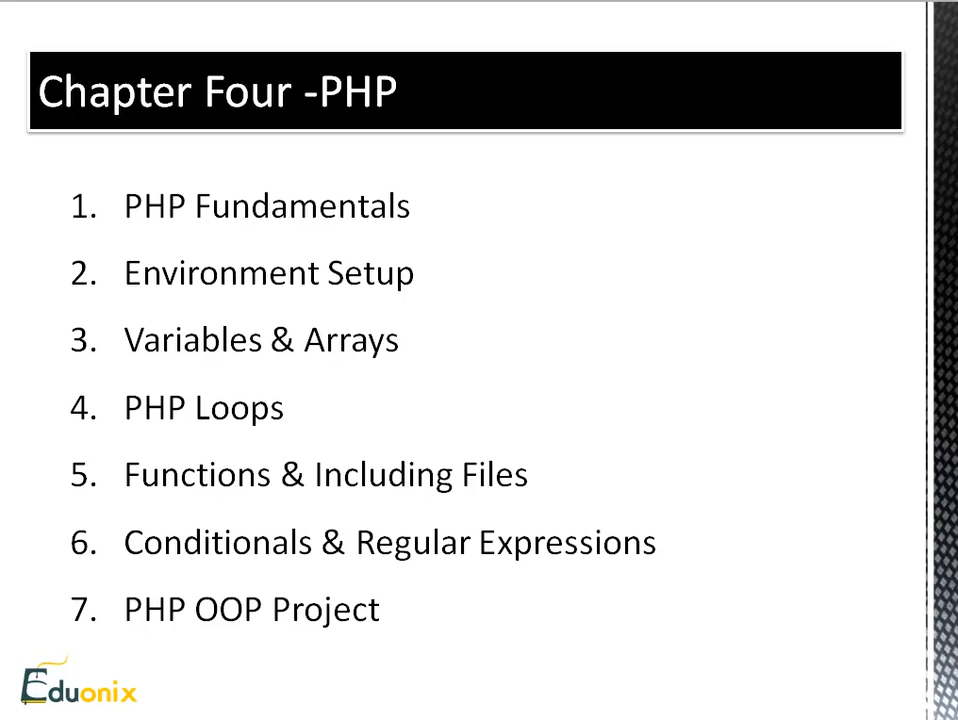 Chapter Four -PHP
1. PHP Fundamentals
2. Environment Setup
3. Variables & Arrays
4. PHP Loops
5. Functions & Including Files
6. Conditionals & Regular Expressions
7. PHP OOP Project
Eduonix